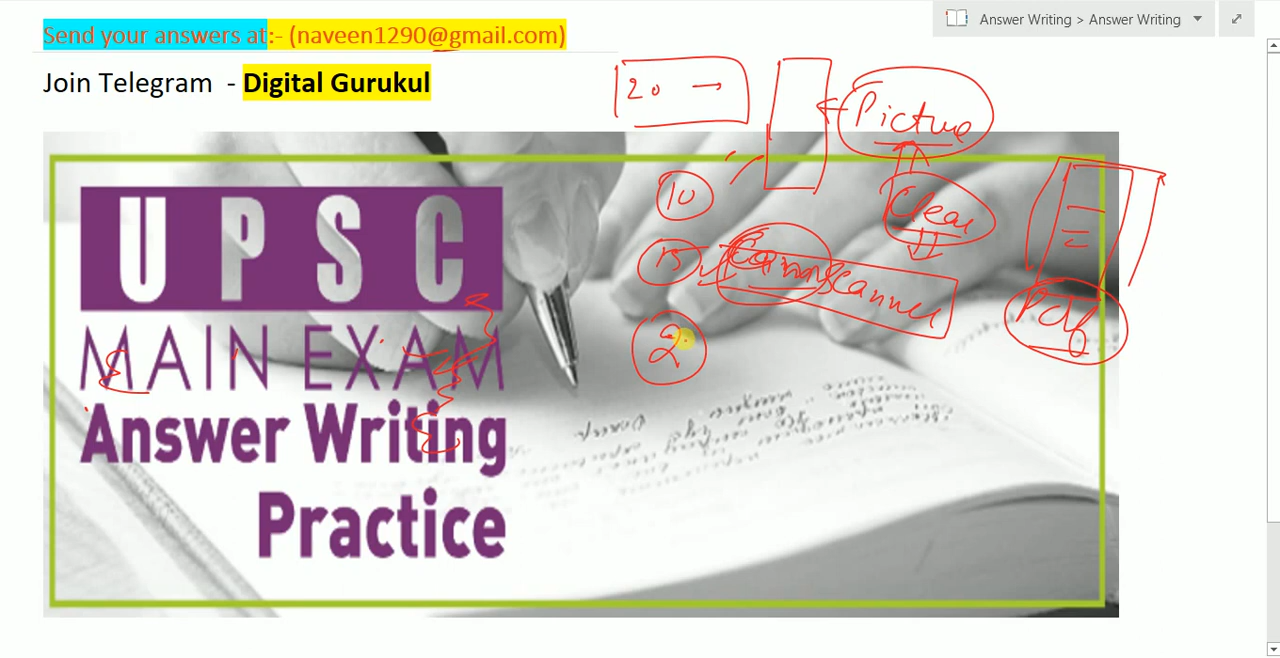 Answer Writing > Answer Writing
Send your answers at:- (naveen1290@gmail.com)
Join Telegram - Digital Gurukul
20 →
Picture
10
Clear
15
CamScanner
Pdf
2
UPSC
MAIN EXAM
Answer Writing
Practice